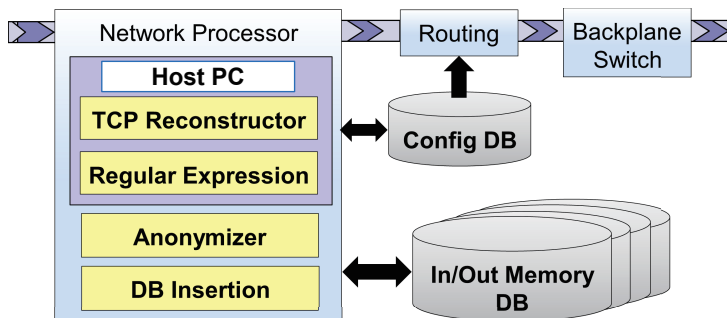 Network Processor
Routing
Backplane
Switch
Host PC
TCP Reconstructor
Config DB
Regular Expression
Anonymizer
In/Out Memory
DB
DB Insertion